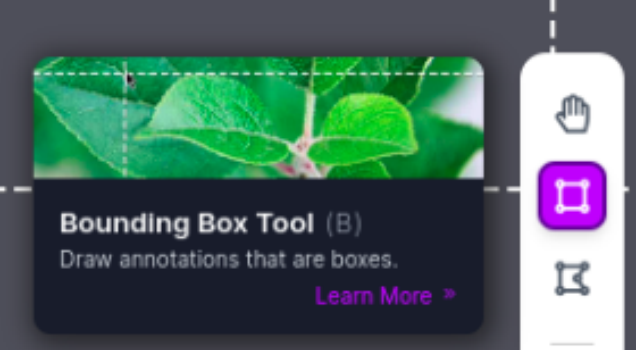 Bounding Box Tool (B)
Draw annotations that are boxes.
Learn More »